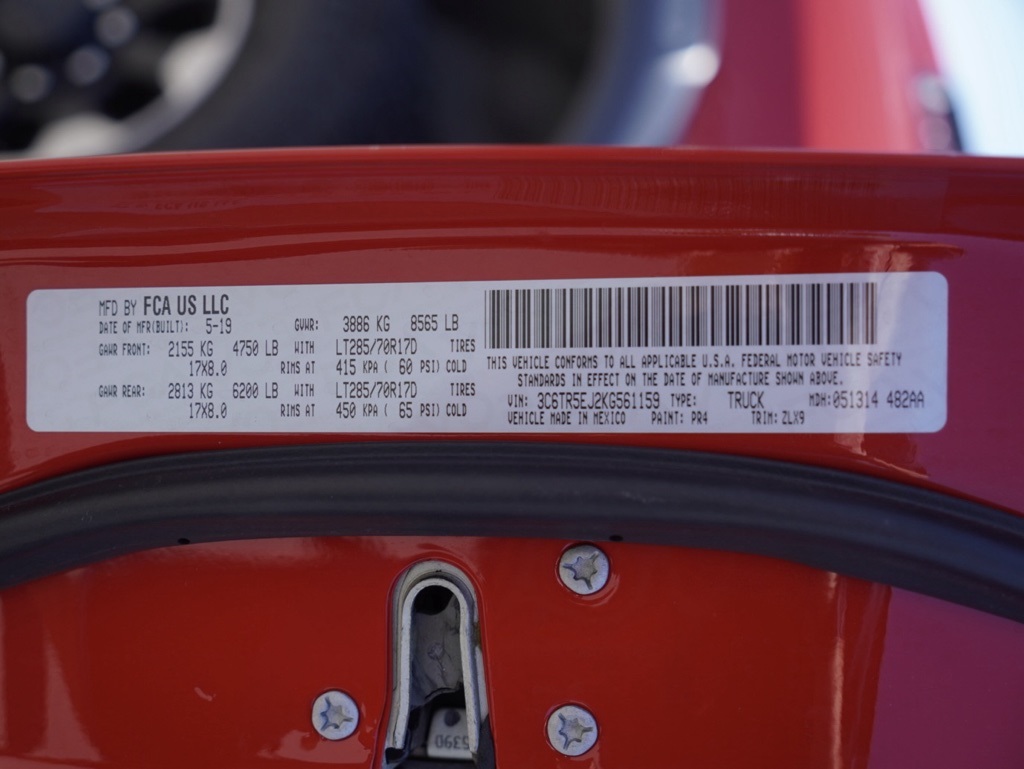 MFD BY FCA US LLC
DATE OF MFR(BUILT): 5-19 GVWR: 3886 KG 8565 LB
GAWR FRONT: 2155 KG 4750 LB WITH LT285/70R17D TIRES
17X8.0 RIMS AT 415 KPA ( 60 PSI) COLD
GAWR REAR: 2813 KG 6200 LB WITH LT285/70R17D TIRES
17X8.0 RIMS AT 450 KPA ( 65 PSI) COLD
THIS VEHICLE CONFORMS TO ALL APPLICABLE U.S.A. FEDERAL MOTOR VEHICLE SAFETY
STANDARDS IN EFFECT ON THE DATE OF MANUFACTURE SHOWN ABOVE.
VIN: 3C6TR5EJ2KG561159 TYPE: TRUCK MDH: 051314 482AA
VEHICLE MADE IN MEXICO PAINT: PR4 TRIM: ZLX9